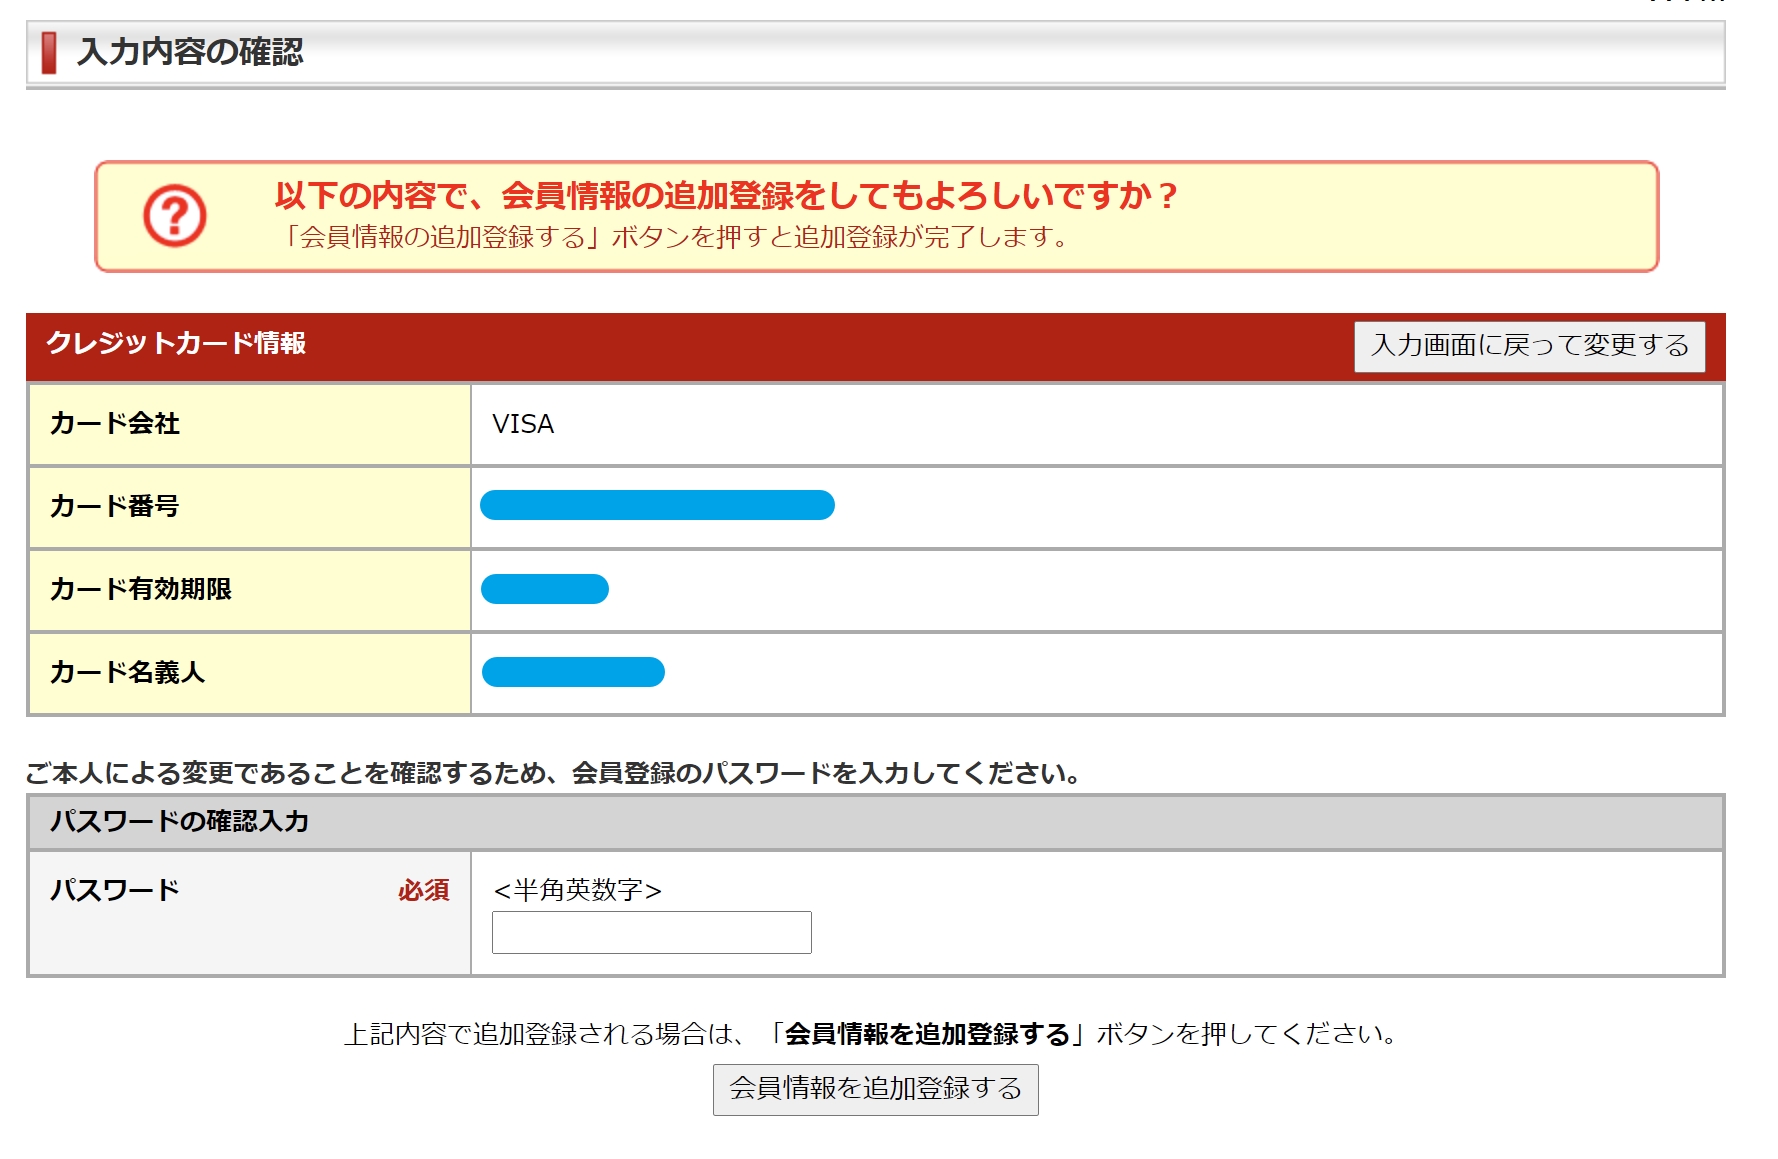 入力内容の確認
以下の内容で、会員情報の追加登録をしてもよろしいですか？
「会員情報の追加登録する」ボタンを押すと追加登録が完了します。
クレジットカード情報
入力画面に戻って変更する
カード会社 VISA
カード番号
カード有効期限
カード名義人
ご本人による変更であることを確認するため、会員登録のパスワードを入力してください。
パスワードの確認入力
パスワード 必須 <半角英数字>
上記内容で追加登録される場合は、「会員情報を追加登録する」ボタンを押してください。
会員情報を追加登録する